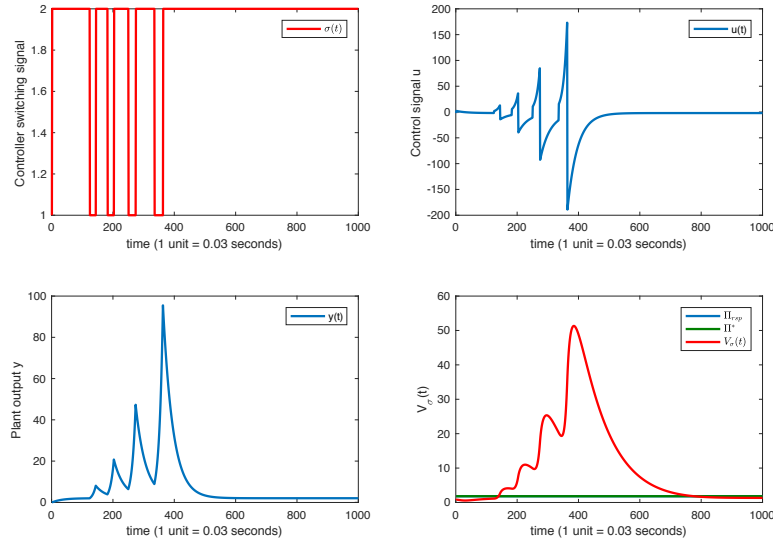 2
1.8
1.6
1.4
1.2
1
0 200 400 600 800 1000
Controller switching signal
time (1 unit = 0.03 seconds)
σ(t)
200
150
100
50
0
-50
-100
-150
-200
0 200 400 600 800 1000
Control signal u
time (1 unit = 0.03 seconds)
u(t)
100
80
60
40
20
0
0 200 400 600 800 1000
Plant output y
time (1 unit = 0.03 seconds)
y(t)
60
50
40
30
20
10
0
0 200 400 600 800 1000
V_σ(t)
time (1 unit = 0.03 seconds)
Π_rsp
Π*
V_σ(t)